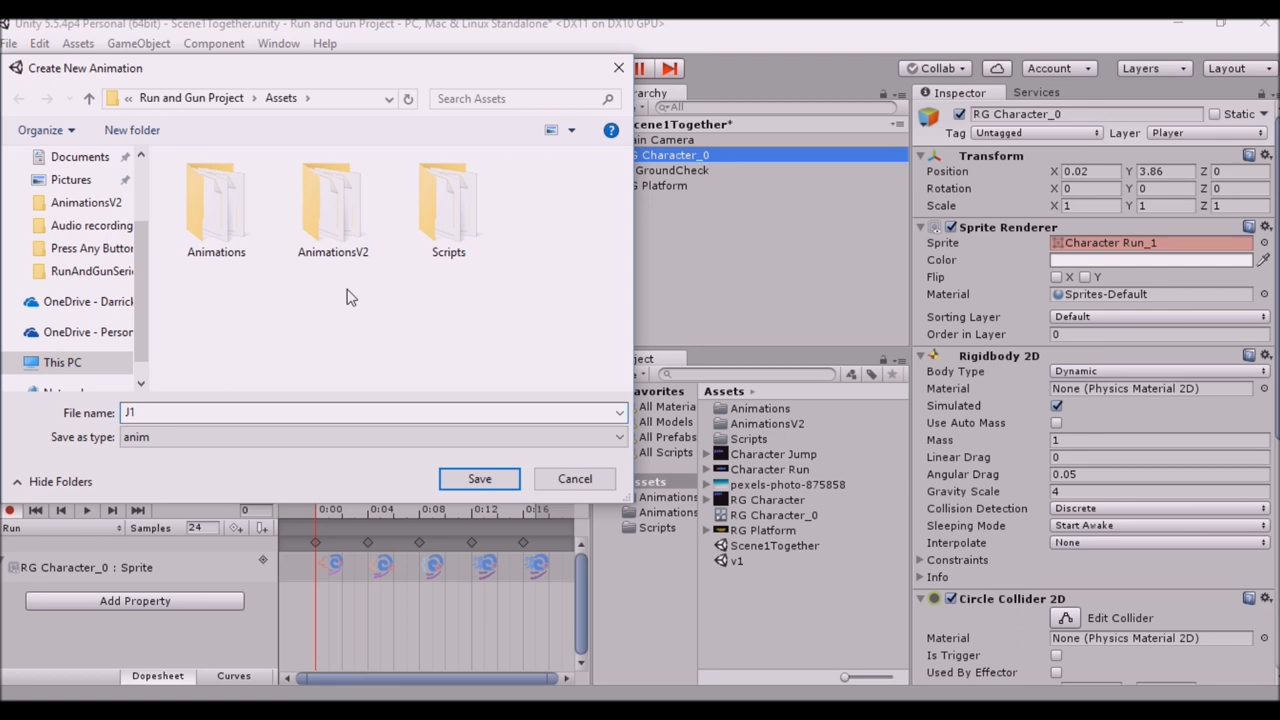 Unity 5.5.4p4 Personal (64bit) - Scene1Together.unity - Run and Gun Project - PC, Mac & Linux Standalone* <DX11 on DX10 GPU>
File Edit Assets GameObject Component Window Help
Create New Animation
« Run and Gun Project › Assets ›
Search Assets
Organize
New folder
Documents
Pictures
AnimationsV2
Audio recording
Press Any Button
RunAndGunSerie
OneDrive - Darrick
OneDrive - Person
This PC
Animations
AnimationsV2
Scripts
File name: J1
Save as type: anim
Hide Folders
Save
Cancel
Collab
Account
Layers
Layout
rarchy
All
cene1Together*
ain Camera
G Character_0
GroundCheck
G Platform
oject
avorites
All Materia
All Models
All Prefabs
All Scripts
ssets
Animations
Animations
Scripts
Assets
Animations
AnimationsV2
Scripts
Character Jump
Character Run
pexels-photo-875858
RG Character
RG Character_0
RG Platform
Scene1Together
v1
Inspector
Services
RG Character_0
Static
Tag Untagged Layer Player
Transform
Position X 0.02 Y 3.86 Z 0
Rotation X 0 Y 0 Z 0
Scale X 1 Y 1 Z 1
Sprite Renderer
Sprite Character Run_1
Color
Flip X Y
Material Sprites-Default
Sorting Layer Default
Order in Layer 0
Rigidbody 2D
Body Type Dynamic
Material None (Physics Material 2D)
Simulated
Use Auto Mass
Mass 1
Linear Drag 0
Angular Drag 0.05
Gravity Scale 4
Collision Detection Discrete
Sleeping Mode Start Awake
Interpolate None
Constraints
Info
Circle Collider 2D
Edit Collider
Material None (Physics Material 2D)
Is Trigger
Used By Effector
0
0:00 0:04 0:08 0:12 0:16
Run
Samples 24
RG Character_0 : Sprite
Add Property
Dopesheet
Curves